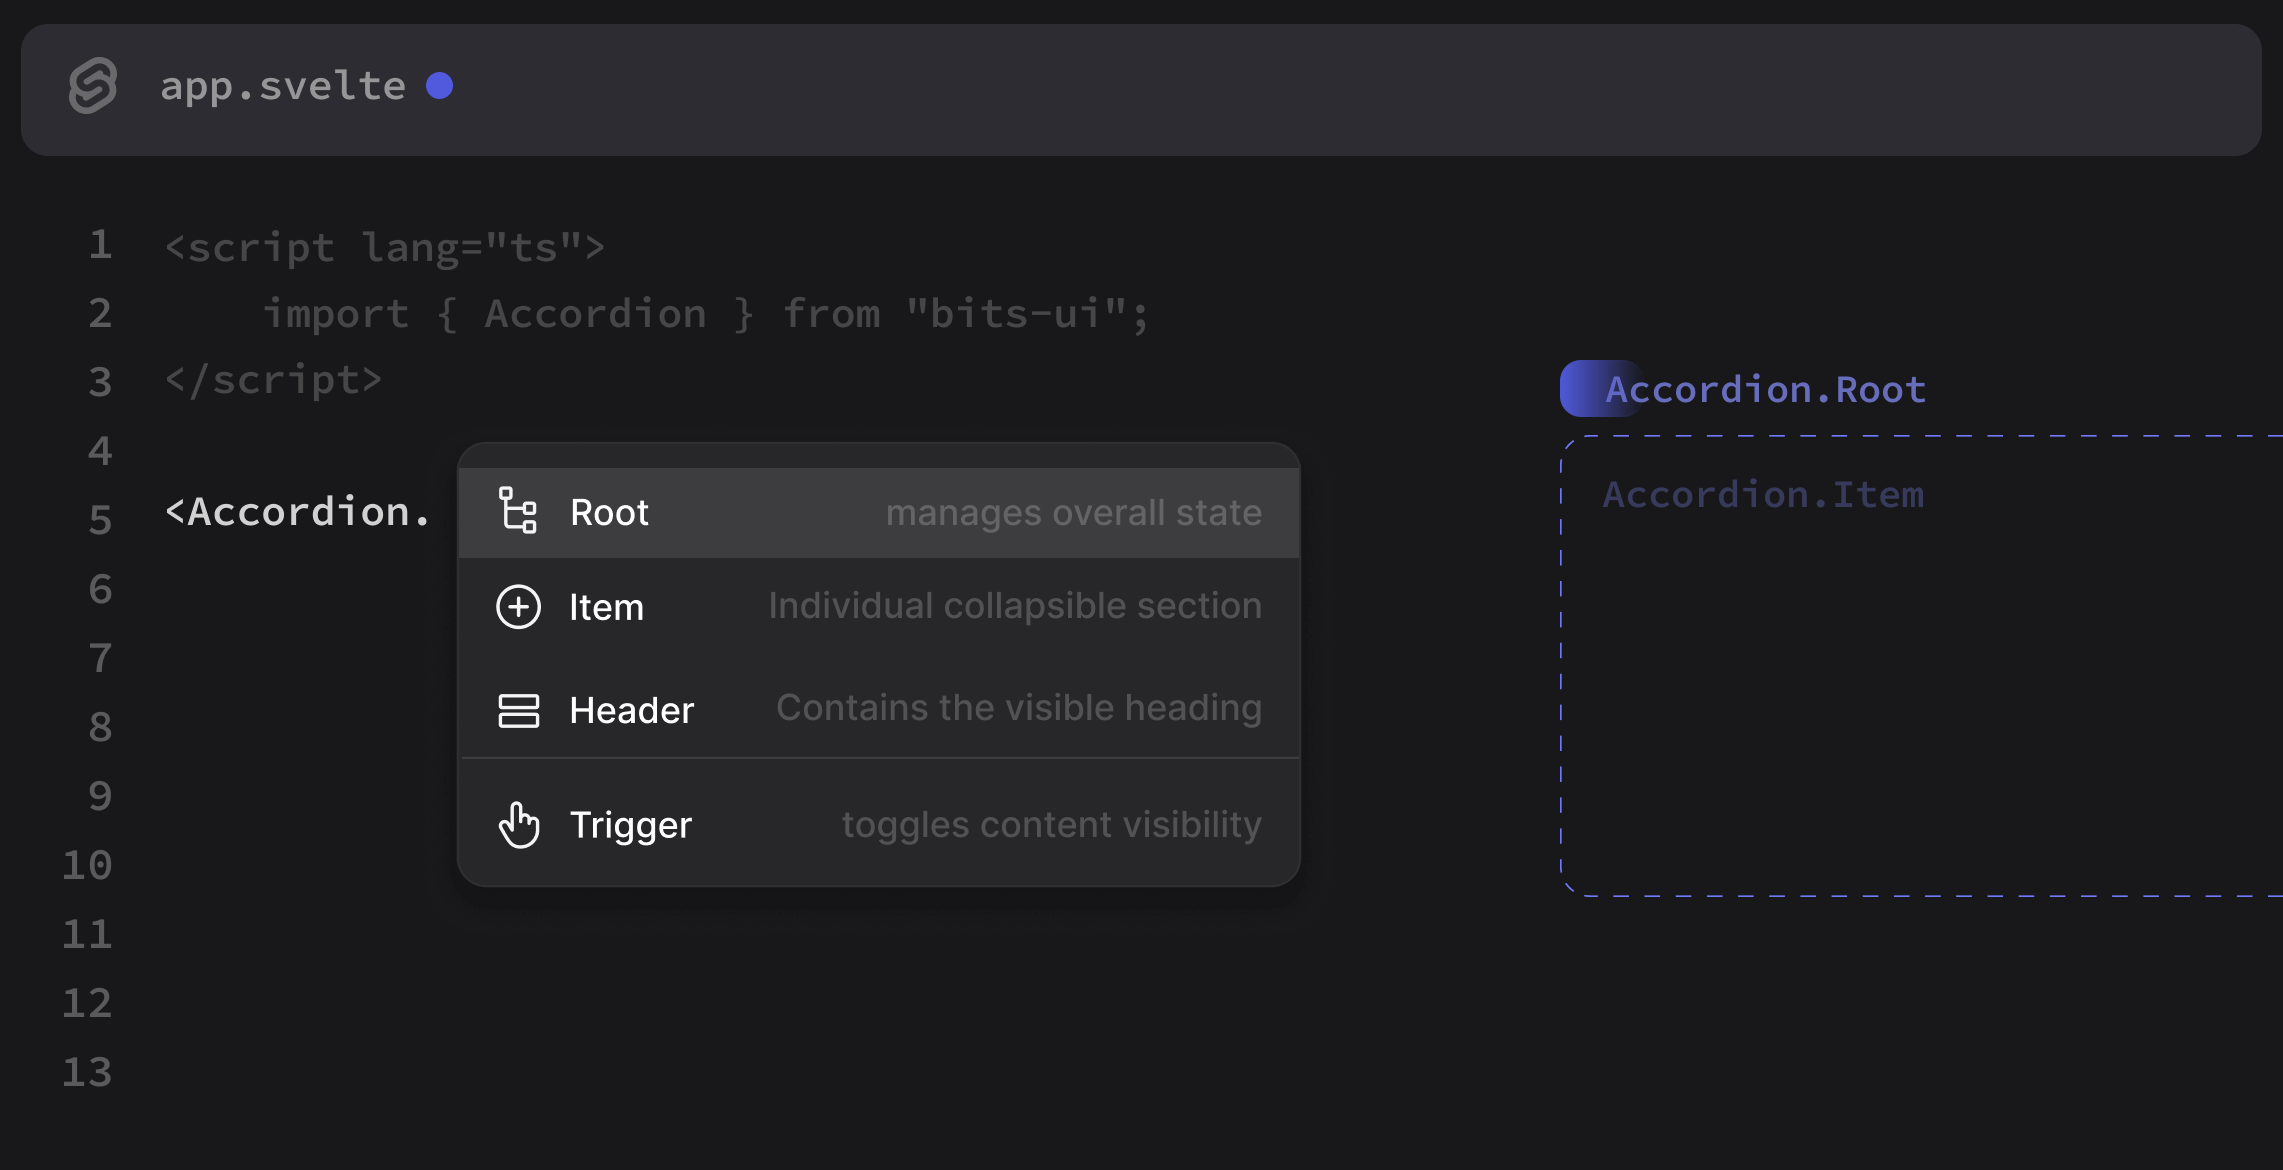 app.svelte
1 <script lang="ts">
2 import { Accordion } from "bits-ui";
3 </script>
4
5 <Accordion.
6
7
8
9
10
11
12
13
Root manages overall state
Item Individual collapsible section
Header Contains the visible heading
Trigger toggles content visibility
Accordion.Root
Accordion.Item